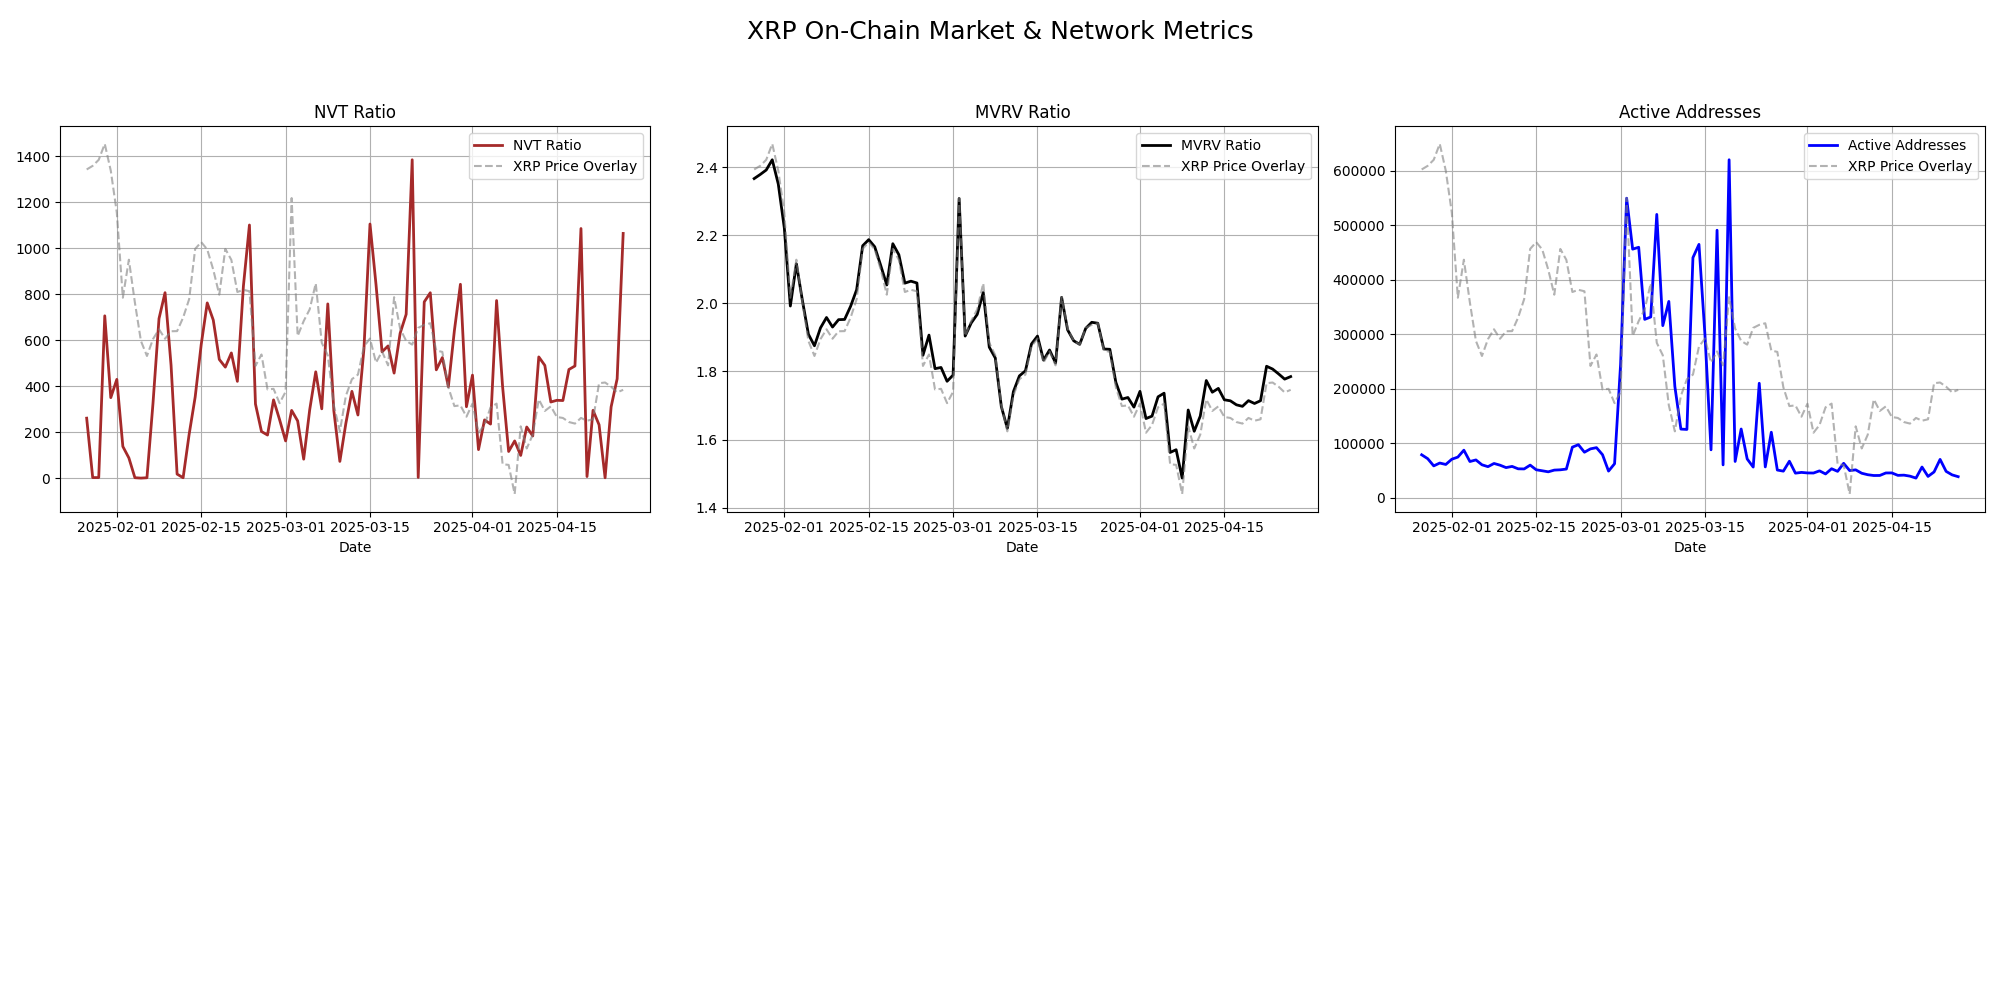 XRP On-Chain Market & Network Metrics
NVT Ratio
NVT Ratio
XRP Price Overlay
1400
1200
1000
800
600
400
200
0
2025-02-01 2025-02-15 2025-03-01 2025-03-15 2025-04-01 2025-04-15
Date
MVRV Ratio
MVRV Ratio
XRP Price Overlay
2.4
2.2
2.0
1.8
1.6
1.4
2025-02-01 2025-02-15 2025-03-01 2025-03-15 2025-04-01 2025-04-15
Date
Active Addresses
Active Addresses
XRP Price Overlay
600000
500000
400000
300000
200000
100000
0
2025-02-01 2025-02-15 2025-03-01 2025-03-15 2025-04-01 2025-04-15
Date